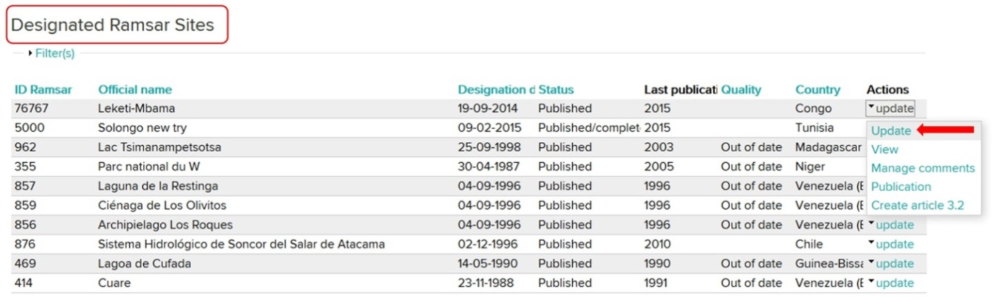 Designated Ramsar Sites
Filter(s)
ID Ramsar Official name Designation d Status Last publicati Quality Country Actions
76767 Leketi-Mbama 19-09-2014 Published 2015 Congo update
5000 Solongo new try 09-02-2015 Published/complet 2015 Tunisia Update
962 Lac Tsimanampetsotsa 25-09-1998 Published 2003 Out of date Madagascar View
355 Parc national du W 30-04-1987 Published 2005 Out of date Niger Manage comments
857 Laguna de la Restinga 04-09-1996 Published 1996 Out of date Venezuela (E Publication
859 Ciénaga de Los Olivitos 04-09-1996 Published 1996 Out of date Venezuela (E Create article 3.2
856 Archipielago Los Roques 04-09-1996 Published 1996 Out of date Venezuela (E update
876 Sistema Hidrológico de Soncor del Salar de Atacama 02-12-1996 Published 2010 Chile update
469 Lagoa de Cufada 14-05-1990 Published 1990 Out of date Guinea-Bissa update
414 Cuare 23-11-1988 Published 1991 Out of date Venezuela (E update